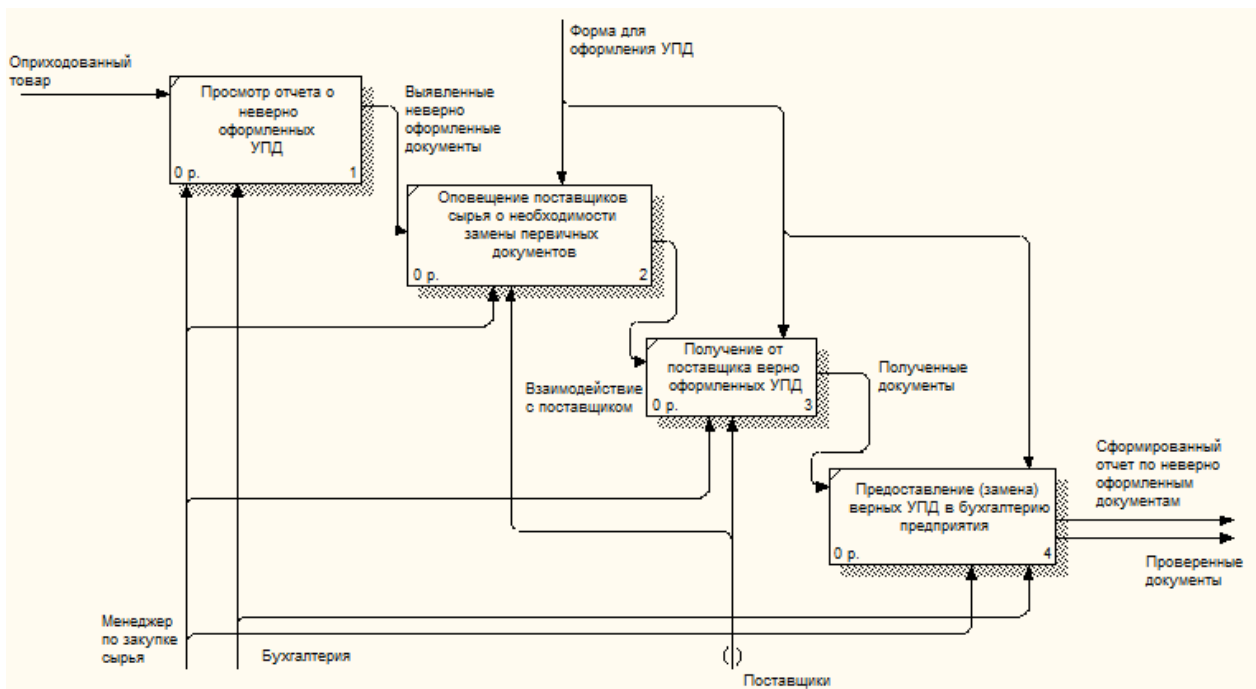 Форма для
оформления УПД
Оприходованный
товар
Просмотр отчета о
неверно
оформленных
УПД
0 р.
1
Выявленные
неверно
оформленные
документы
Оповещение поставщиков
сырья о необходимости
замены первичных
документов
0 р.
2
Получение от
поставщика верно
оформленных УПД
0 р.
3
Взаимодействие
с поставщиком
Полученные
документы
Предоставление (замена)
верных УПД в бухгалтерию
предприятия
0 р.
4
Сформированный
отчет по неверно
оформленным
документам
Проверенные
документы
Менеджер
по закупке
сырья
Бухгалтерия
Поставщики